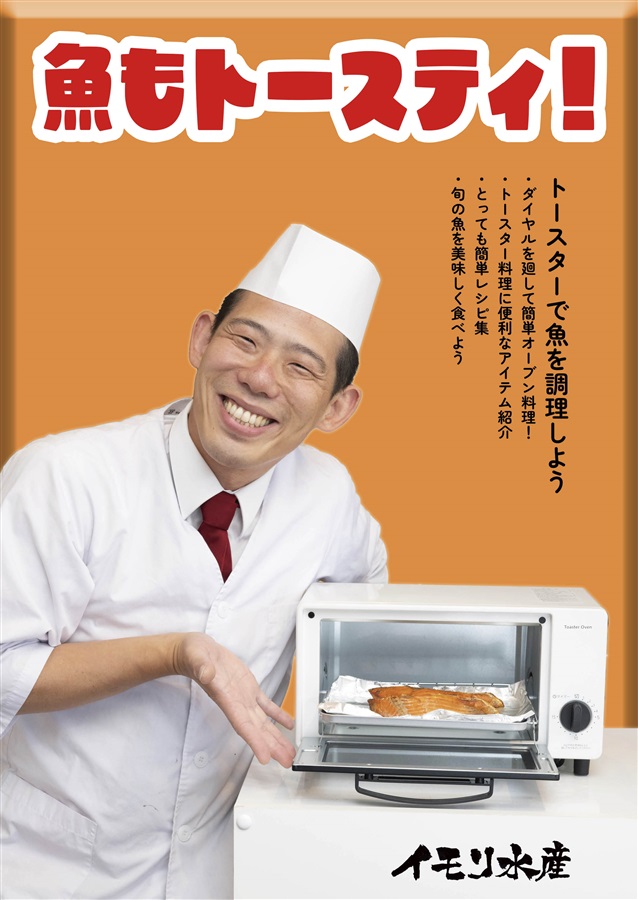 魚もトースティ！
トースターで魚を調理しよう
・ダイヤルを廻して簡単オーブン料理！
・トースター料理に便利なアイテム紹介
・とっても簡単レシピ集
・旬の魚を美味しく食べよう
Toaster Oven
イモリ水産